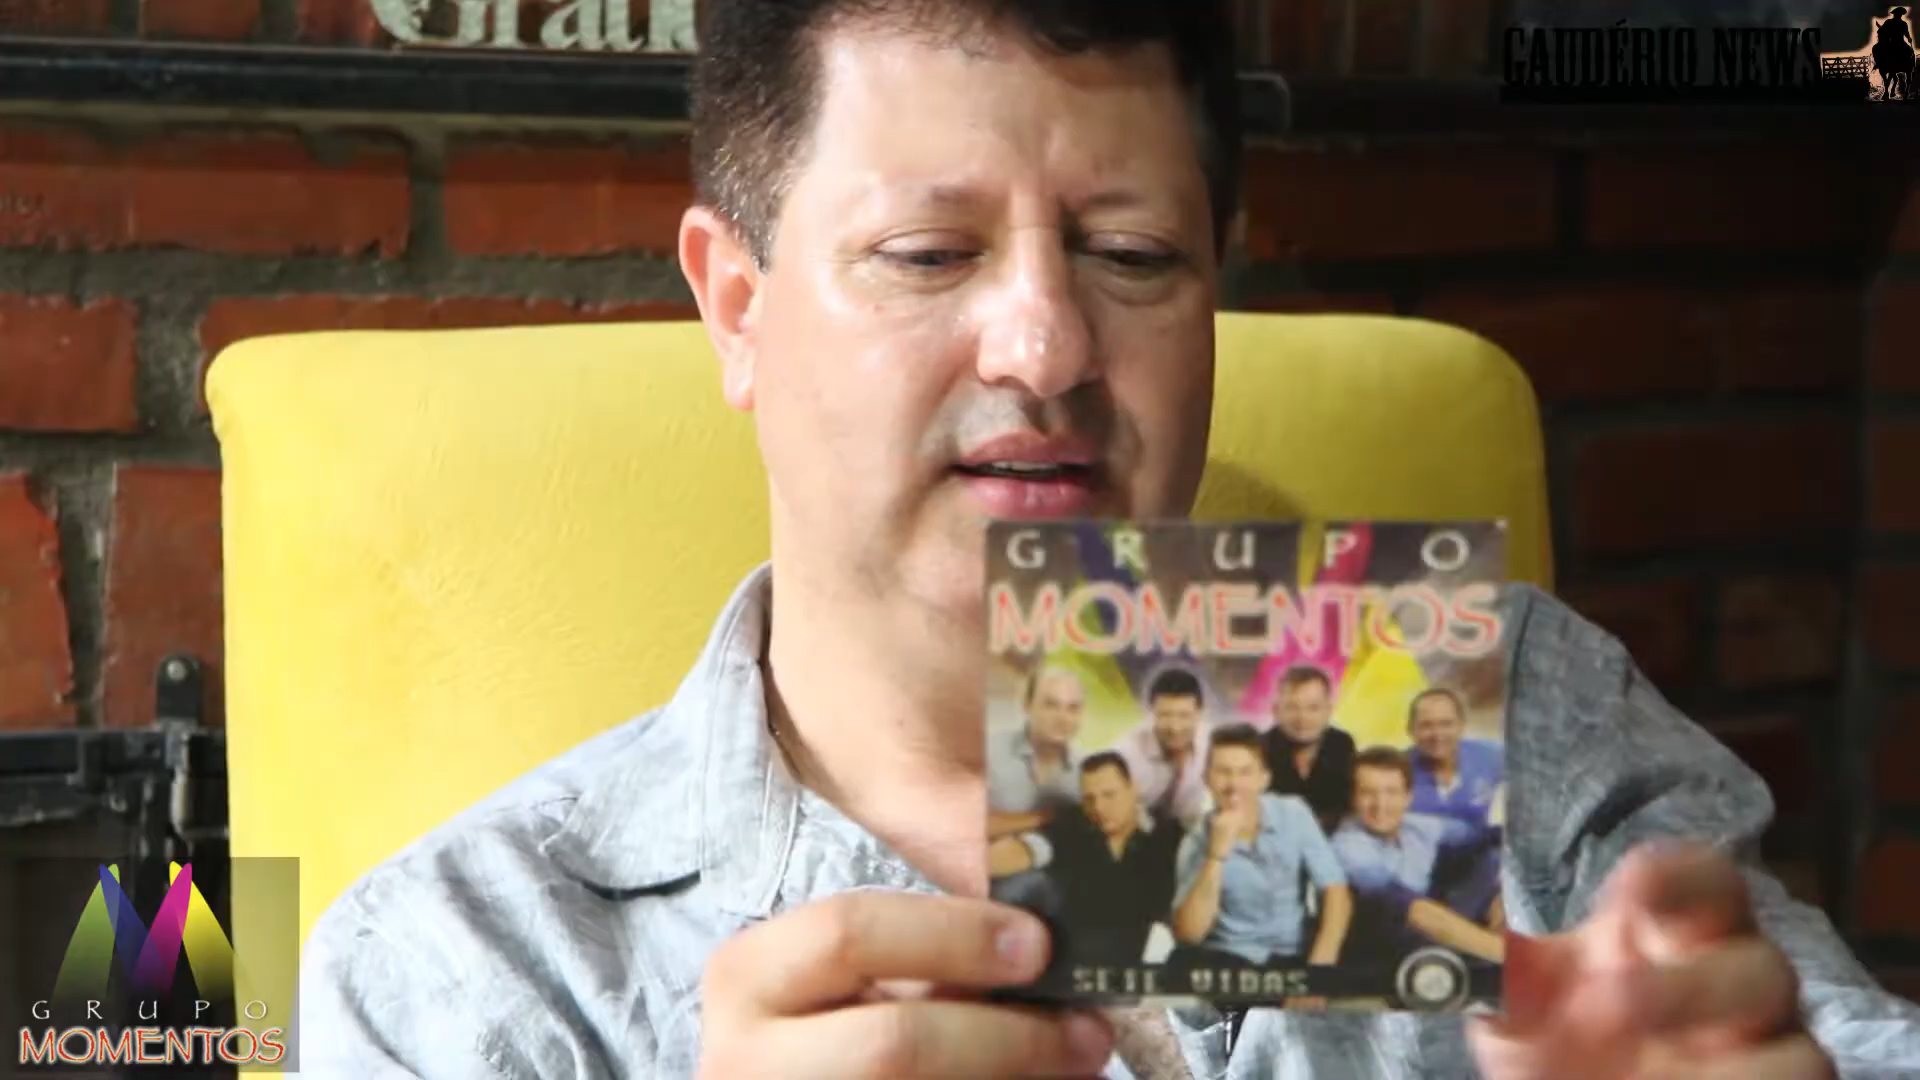 GAUDÉRIO NEWS
GRUPO
MOMENTOS
SETE VIDAS
GRUPO
MOMENTOS